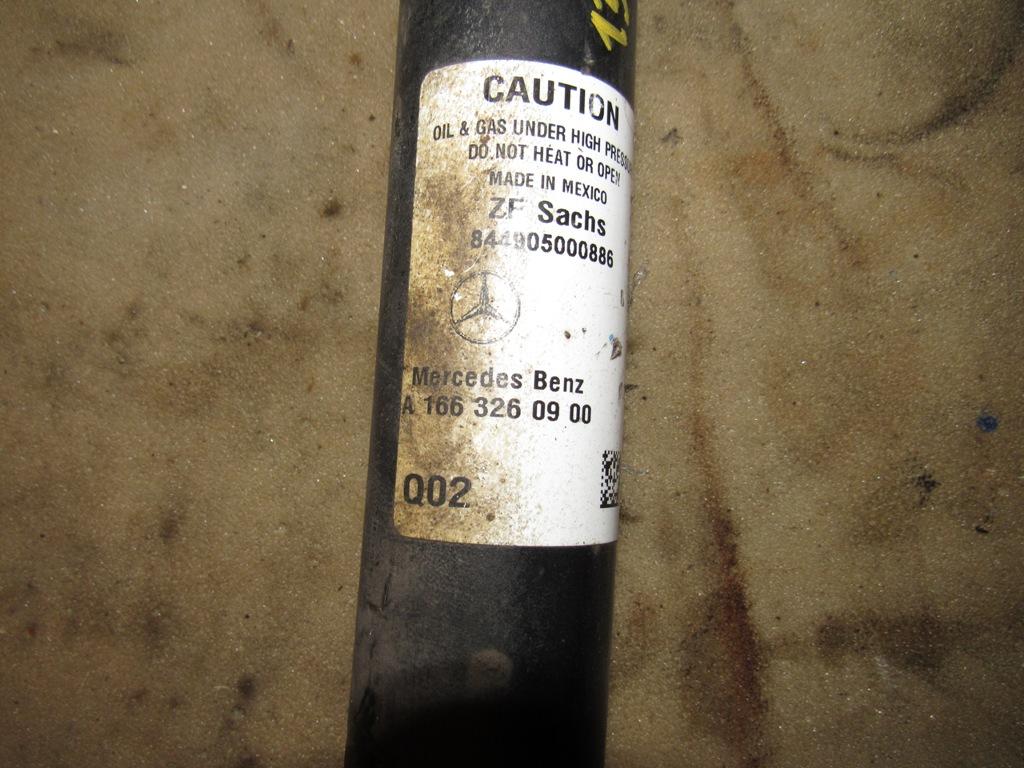 13
CAUTION
OIL & GAS UNDER HIGH
DO NOT HEAT OR OPEN
MADE IN MEXICO
ZF Sachs
844905000886
Mercedes Benz
A 166 326 09 00
Q02